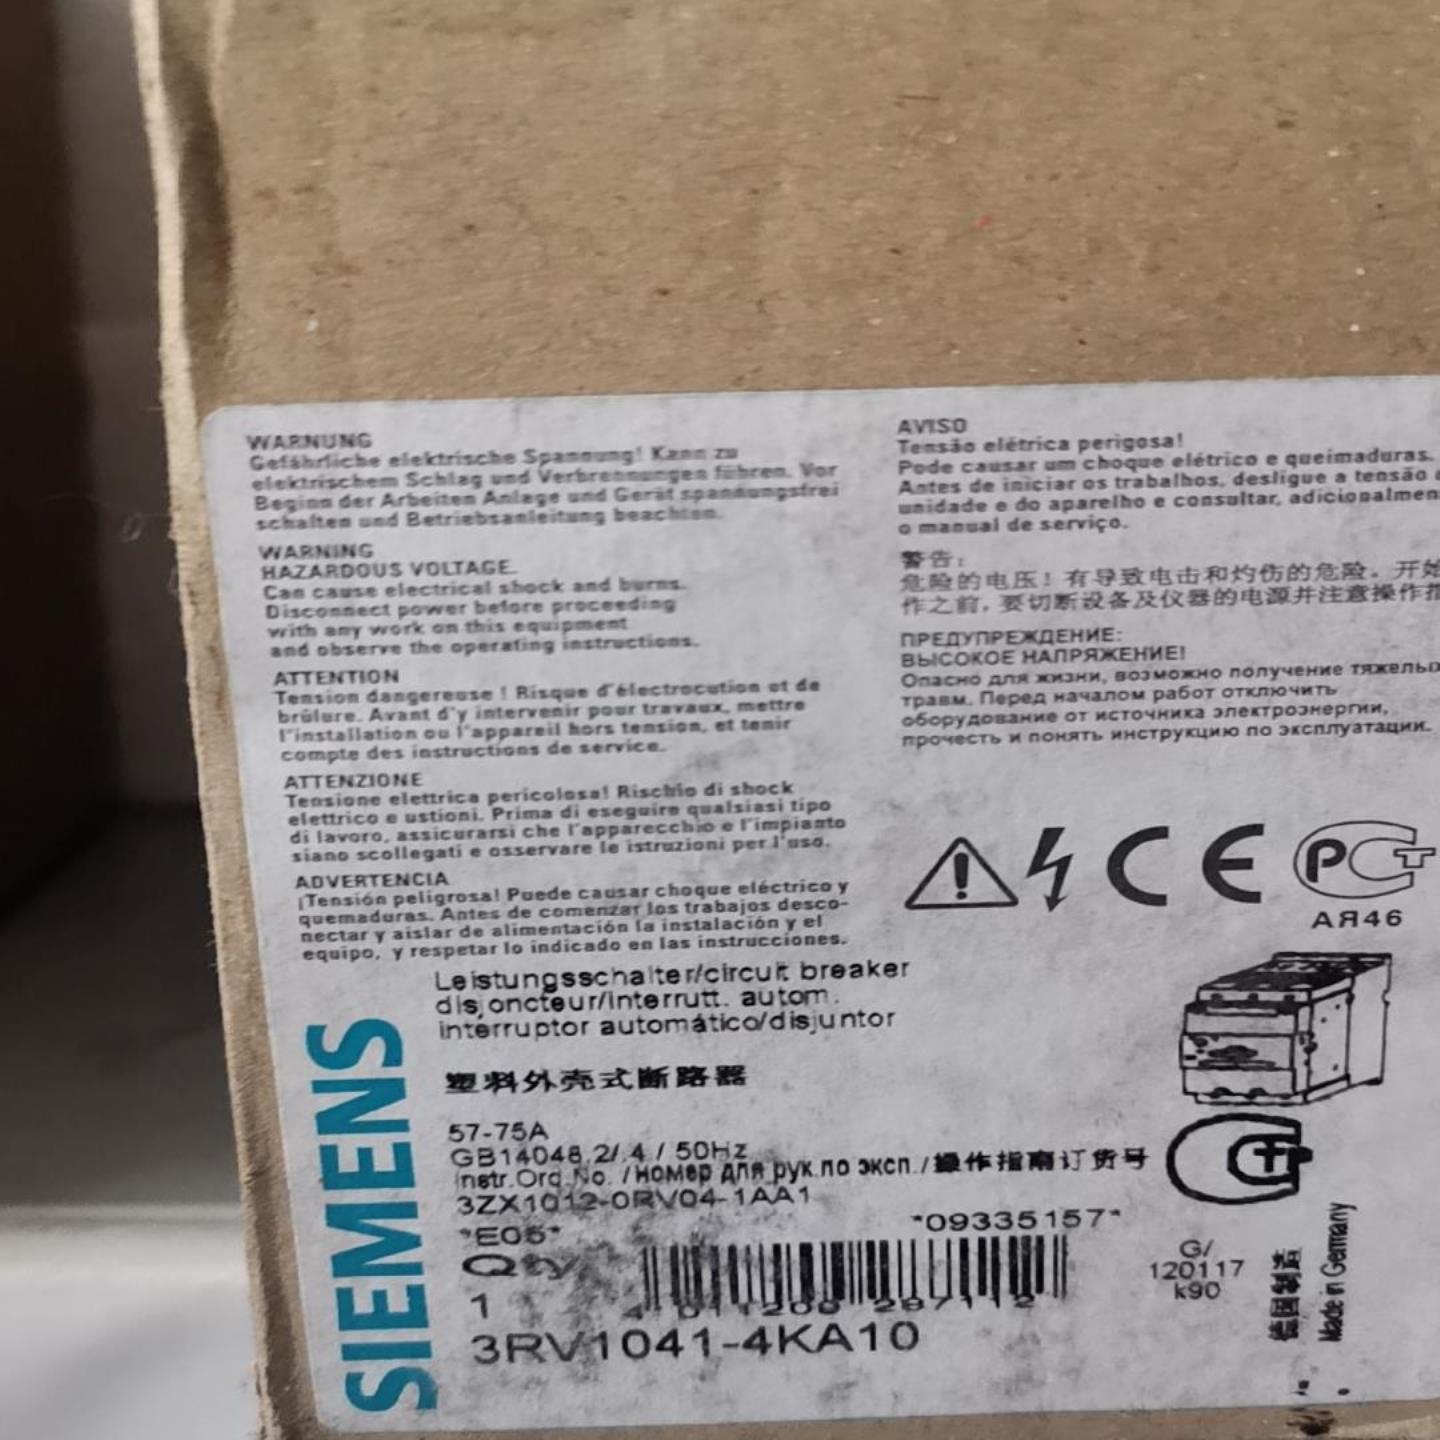 WARNUNG
Gefährliche elektrische Spannung! Kann zu
elektrischem Schlag und Verbrennungen führen. Vor
Beginn der Arbeiten Anlage und Gerät spannungsfrei
schalten und Betriebsanleitung beachten.
WARNING
HAZARDOUS VOLTAGE.
Can cause electrical shock and burns.
Disconnect power before proceeding
with any work on this equipment
and observe the operating instructions.
ATTENTION
Tension dangereuse ! Risque d'électrocution et de
brûlure. Avant d'y intervenir pour travaux, mettre
l'installation ou l'appareil hors tension, et tenir
compte des instructions de service.
ATTENZIONE
Tensione elettrica pericolosa! Rischio di shock
elettrico e ustioni. Prima di eseguire qualsiasi tipo
di lavoro, assicurarsi che l'apparecchio e l'impianto
siano scollegati e osservare le istruzioni per l'uso.
ADVERTENCIA
¡Tensión peligrosa! Puede causar choque eléctrico y
quemaduras. Antes de comenzar los trabajos desco-
nectar y aislar de alimentación la instalación y el
equipo, y respetar lo indicado en las instrucciones.
AVISO
Tensão elétrica perigosa!
Pode causar um choque elétrico e queimaduras.
Antes de iniciar os trabalhos, desligue a tensão
unidade e do aparelho e consultar, adicionalmen
o manual de serviço.
警告:
危险的电压! 有导致电击和灼伤的危险。开始
作之前, 要切断设备及仪器的电源并注意操作指
ПРЕДУПРЕЖДЕНИЕ:
ВЫСОКОЕ НАПРЯЖЕНИЕ!
Опасно для жизни, возможно получение тяжелых
травм. Перед началом работ отключить
оборудование от источника электроэнергии,
прочесть и понять инструкцию по эксплуатации.
CE
РСТ
АЯ46
SIEMENS
Leistungsschalter/circuit breaker
disjoncteur/interrutt. autom.
interruptor automático/disjuntor
塑料外壳式断路器
57-75A
GB14048.2/.4 / 50Hz
Instr.Ord.No. /номер для рук.по эксп./操作指南订货号
3ZX1012-0RV04-1AA1
*E05*
*09335157*
Qty
1
4 011209 287112
3RV1041-4KA10
G/
120117
k90
德国制造
Made in Germany